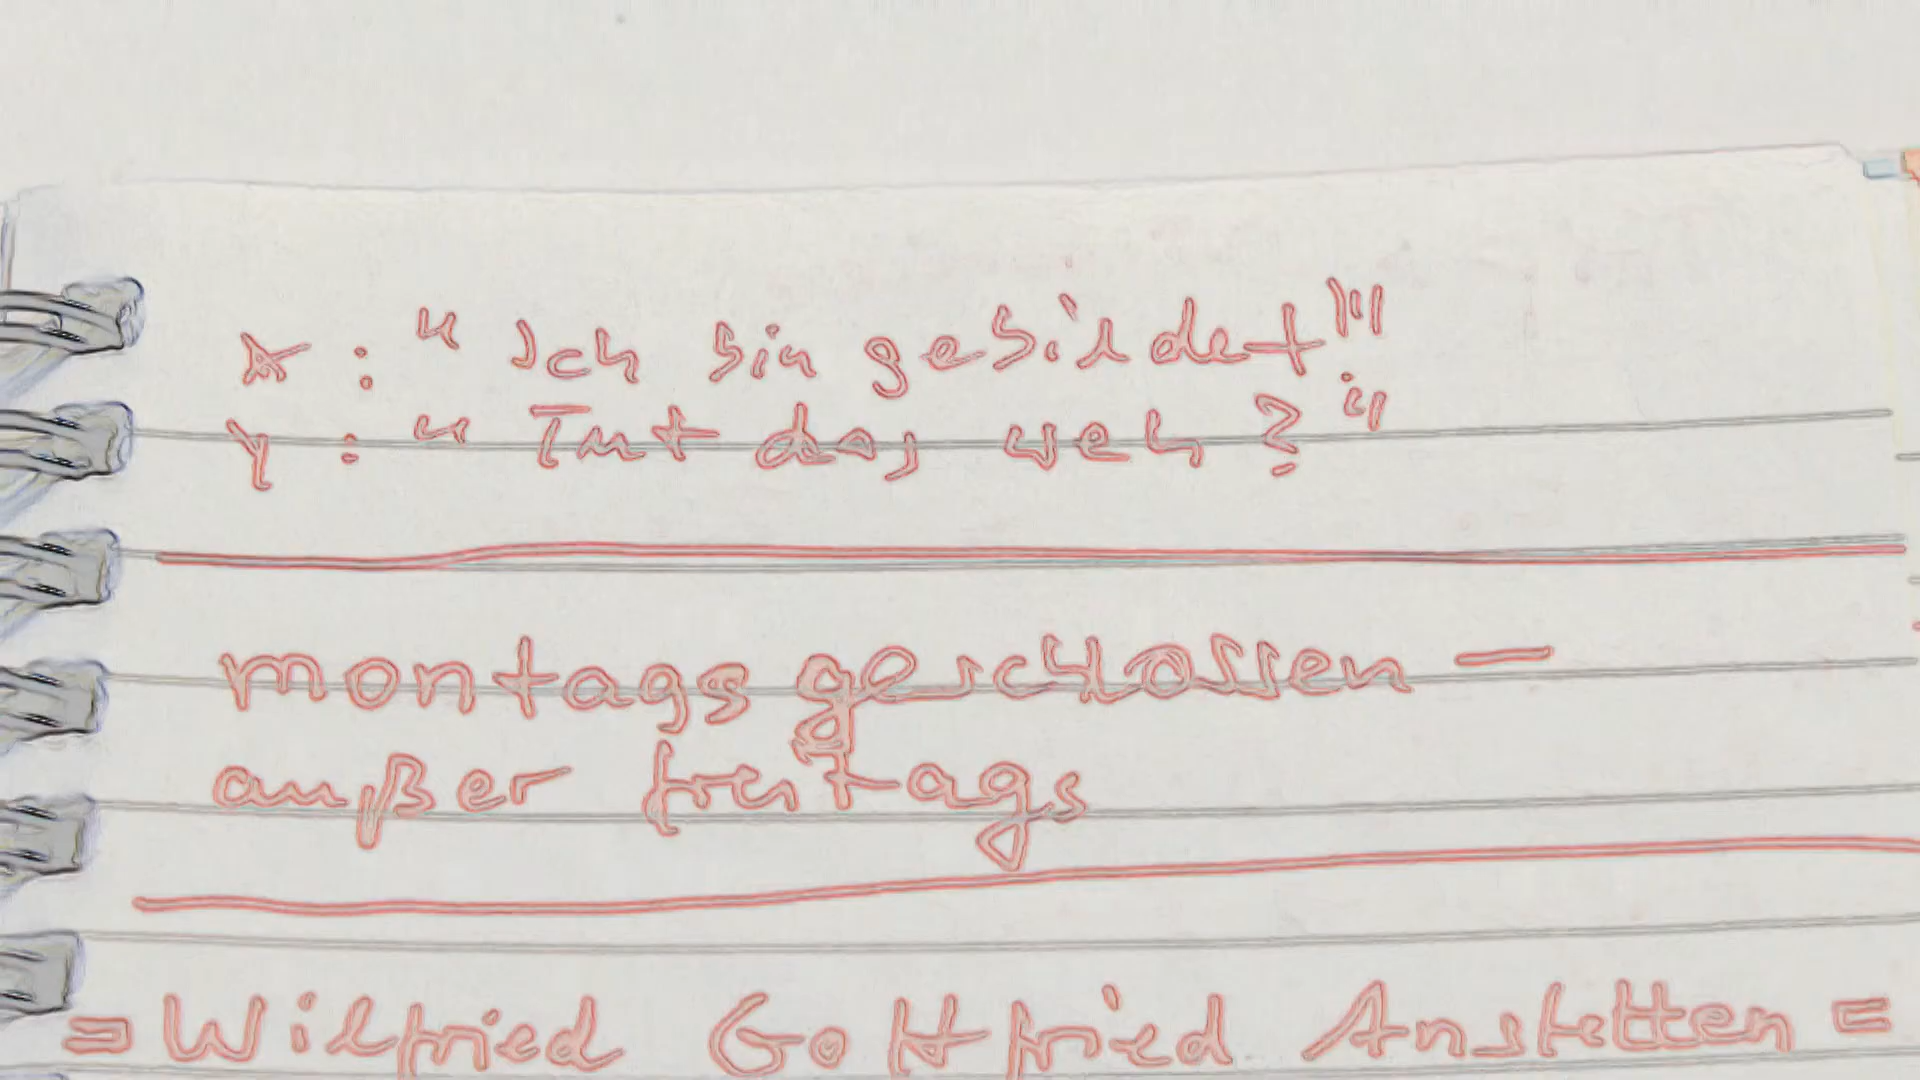 X: "Ich bin gebildet!"
Y: "Tut das weh?"
montags geschlossen –
außer freitags
= Wilfried Gottfried Anstetten =